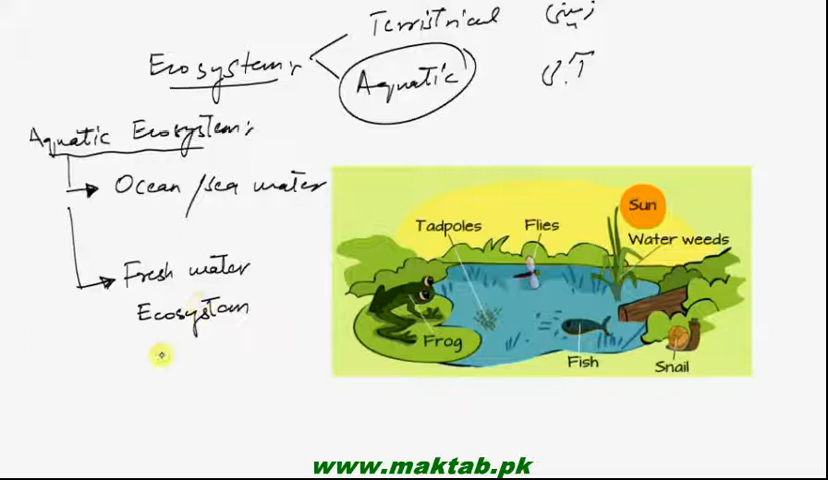 Terristrical زمینی
Ecosystem: Aquatic آبی
Aquatic Ecosystem:
Ocean /sea water
Fresh water
Ecosystem
Sun
Tadpoles Flies
Water weeds
Frog
Fish
Snail
www.maktab.pk